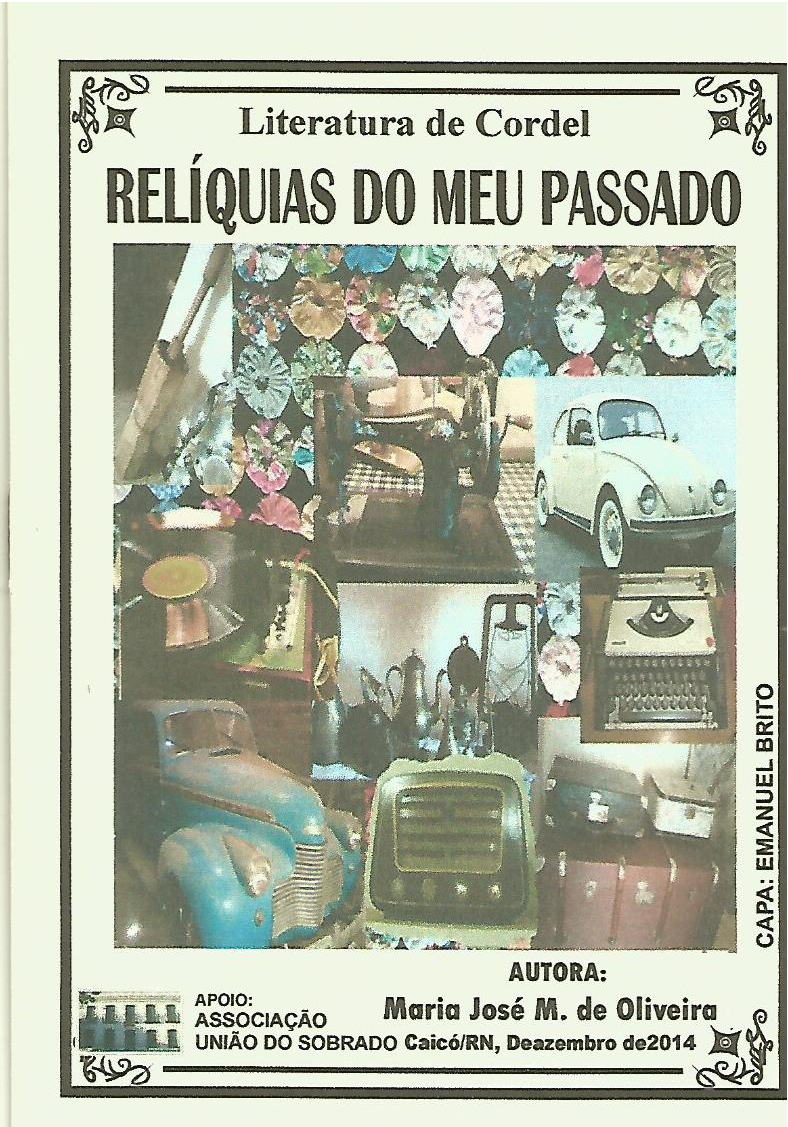 Literatura de Cordel
RELÍQUIAS DO MEU PASSADO
CAPA: EMANUEL BRITO
AUTORA:
Maria José M. de Oliveira
APOIO:
ASSOCIAÇÃO
UNIÃO DO SOBRADO Caicó/RN, Deazembro de2014